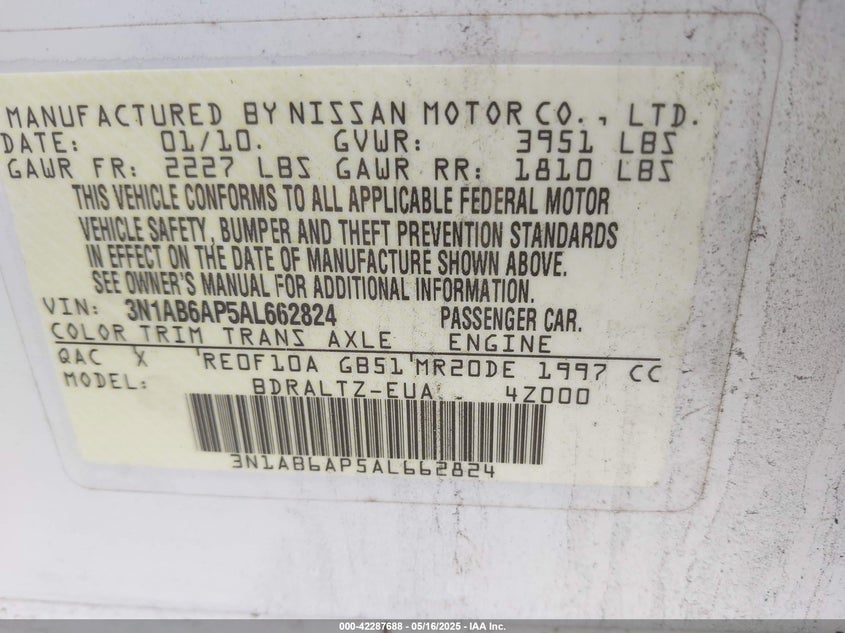 MANUFACTURED BY NISSAN MOTOR CO., LTD.
DATE: 01/10. GVWR: 3951 LBS
GAWR FR: 2227 LBS GAWR RR: 1810 LBS
THIS VEHICLE CONFORMS TO ALL APPLICABLE FEDERAL MOTOR
VEHICLE SAFETY, BUMPER AND THEFT PREVENTION STANDARDS
IN EFFECT ON THE DATE OF MANUFACTURE SHOWN ABOVE.
SEE OWNER'S MANUAL FOR ADDITIONAL INFORMATION.
VIN: 3N1AB6AP5AL662824 PASSENGER CAR.
COLOR TRIM TRANS AXLE ENGINE
QAC X RE0F10A GB51 MR20DE 1997 CC
MODEL: BDRALTZ-EUA 4Z000
3N1AB6AP5AL662824
000-42287688 - 05/16/2025 - IAA Inc.